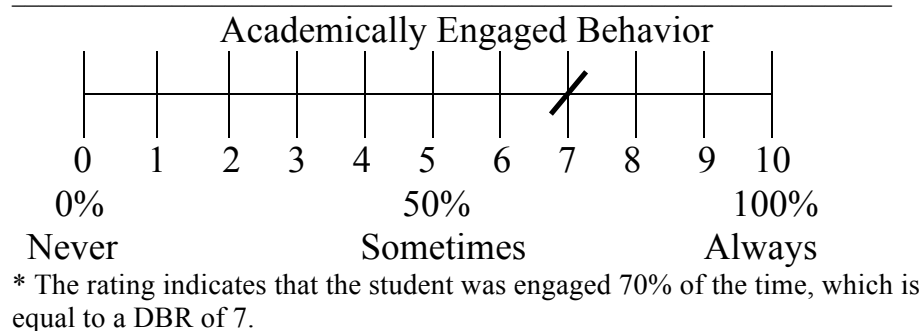 Academically Engaged Behavior
0 1 2 3 4 5 6 7 8 9 10
0% 50% 100%
Never Sometimes Always
* The rating indicates that the student was engaged 70% of the time, which is
equal to a DBR of 7.